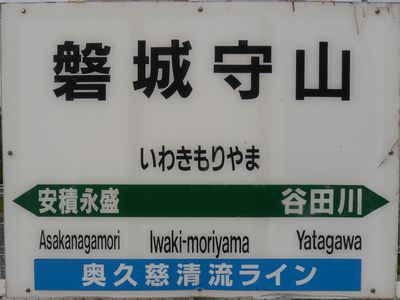 磐城守山
いわきもりやま
安積永盛 谷田川
Asakanagamori Iwaki-moriyama Yatagawa
奥久慈清流ライン